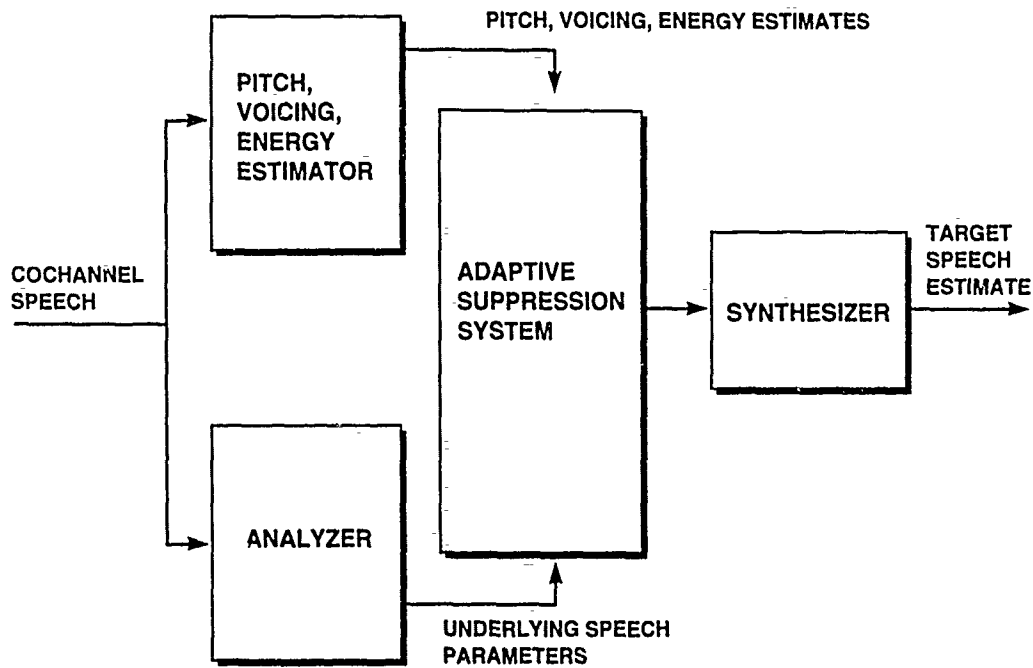 PITCH, VOICING, ENERGY ESTIMATES
PITCH,
VOICING,
ENERGY
ESTIMATOR
COCHANNEL
SPEECH
ADAPTIVE
SUPPRESSION
SYSTEM
SYNTHESIZER
TARGET
SPEECH
ESTIMATE
ANALYZER
UNDERLYING SPEECH
PARAMETERS